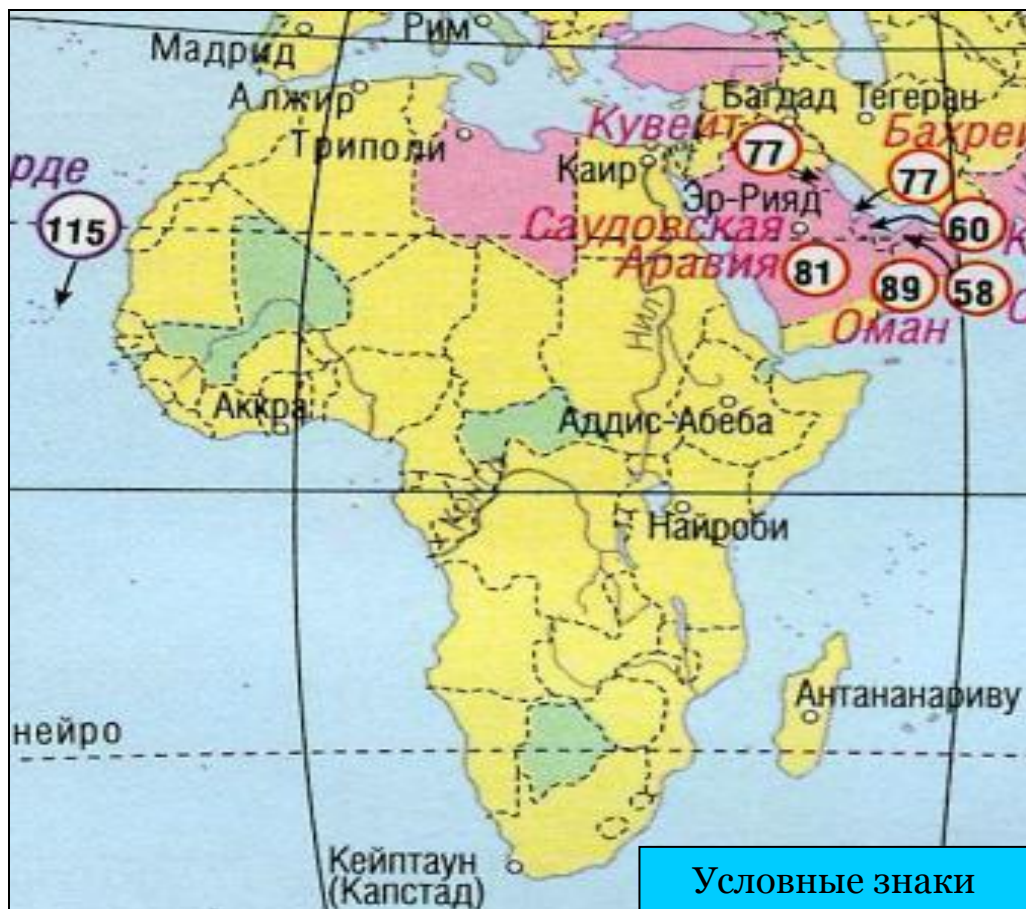 Рим
Мадрид
Алжир
Багдад
Тегеран
Кувейт
Бахрей
Триполи
Каир
77
77
рде
Эр-Рияд
115
Саудовская
Аравия
60
К
81
89
58
С
Оман
Нил
Аккра
Аддис-Абеба
Конго
Найроби
Антананариву
нейро
Кейптаун
(Капстад)
Условные знаки